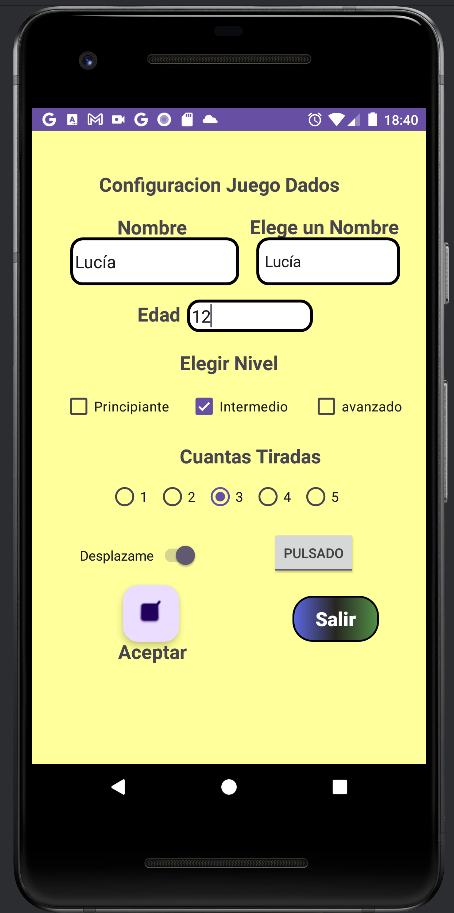 18:40
Configuracion Juego Dados
Nombre Elege un Nombre
Lucía Lucía
Edad 12
Elegir Nivel
Principiante Intermedio avanzado
Cuantas Tiradas
1 2 3 4 5
Desplazame PULSADO
Salir
Aceptar